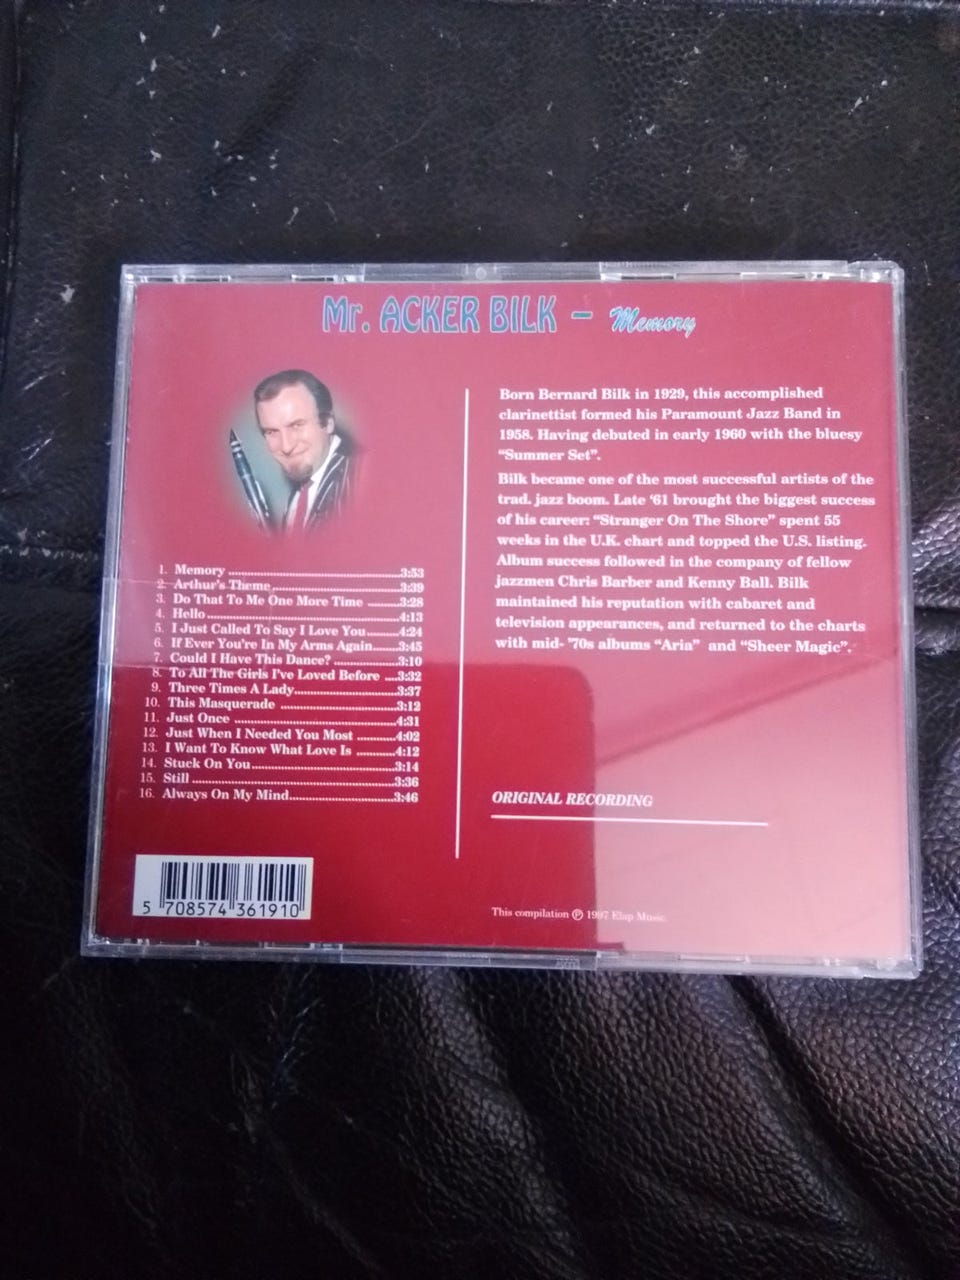 Mr. ACKER BILK – Memory
1. Memory ........3:53
2. Arthur's Theme ........3:39
3. Do That To Me One More Time ........3:28
4. Hello ........4:13
5. I Just Called To Say I Love You ........4:24
6. If Ever You're In My Arms Again ........3:45
7. Could I Have This Dance? ........3:10
8. To All The Girls I've Loved Before ....3:32
9. Three Times A Lady ........3:37
10. This Masquerade ........3:12
11. Just Once ........4:31
12. Just When I Needed You Most ........4:02
13. I Want To Know What Love Is ........4:12
14. Stuck On You ........3:14
15. Still ........3:36
16. Always On My Mind ........3:46
5 708574 361910
Born Bernard Bilk in 1929, this accomplished
clarinettist formed his Paramount Jazz Band in
1958. Having debuted in early 1960 with the bluesy
“Summer Set”.
Bilk became one of the most successful artists of the
trad. jazz boom. Late ‘61 brought the biggest success
of his career: “Stranger On The Shore” spent 55
weeks in the U.K. chart and topped the U.S. listing.
Album success followed in the company of fellow
jazzmen Chris Barber and Kenny Ball. Bilk
maintained his reputation with cabaret and
television appearances, and returned to the charts
with mid- ’70s albums “Aria” and “Sheer Magic”.
ORIGINAL RECORDING
This compilation ℗ 1997 Elap Music.